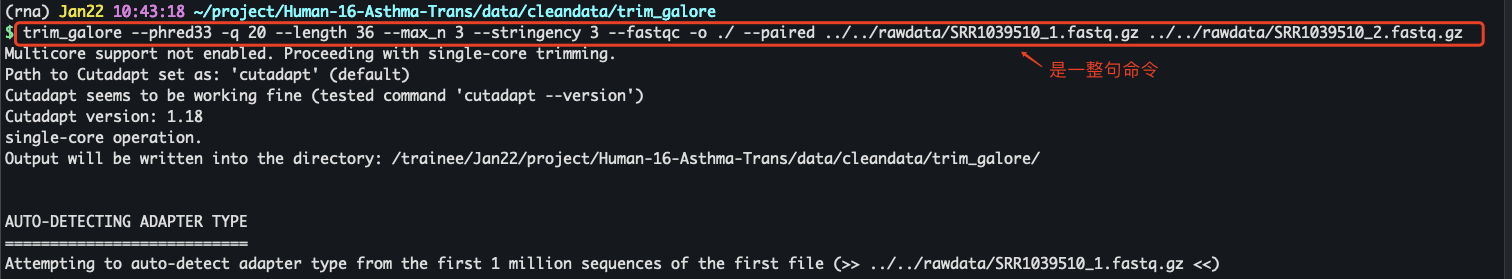 (rna) Jan22 10:43:18 ~/project/Human-16-Asthma-Trans/data/cleandata/trim_galore
$ trim_galore --phred33 -q 20 --length 36 --max_n 3 --stringency 3 --fastqc -o ./ --paired ../../rawdata/SRR1039510_1.fastq.gz ../../rawdata/SRR1039510_2.fastq.gz
Multicore support not enabled. Proceeding with single-core trimming.
是一整句命令
Path to Cutadapt set as: 'cutadapt' (default)
Cutadapt seems to be working fine (tested command 'cutadapt --version')
Cutadapt version: 1.18
single-core operation.
Output will be written into the directory: /trainee/Jan22/project/Human-16-Asthma-Trans/data/cleandata/trim_galore/
AUTO-DETECTING ADAPTER TYPE
===========================
Attempting to auto-detect adapter type from the first 1 million sequences of the first file (>> ../../rawdata/SRR1039510_1.fastq.gz <<)